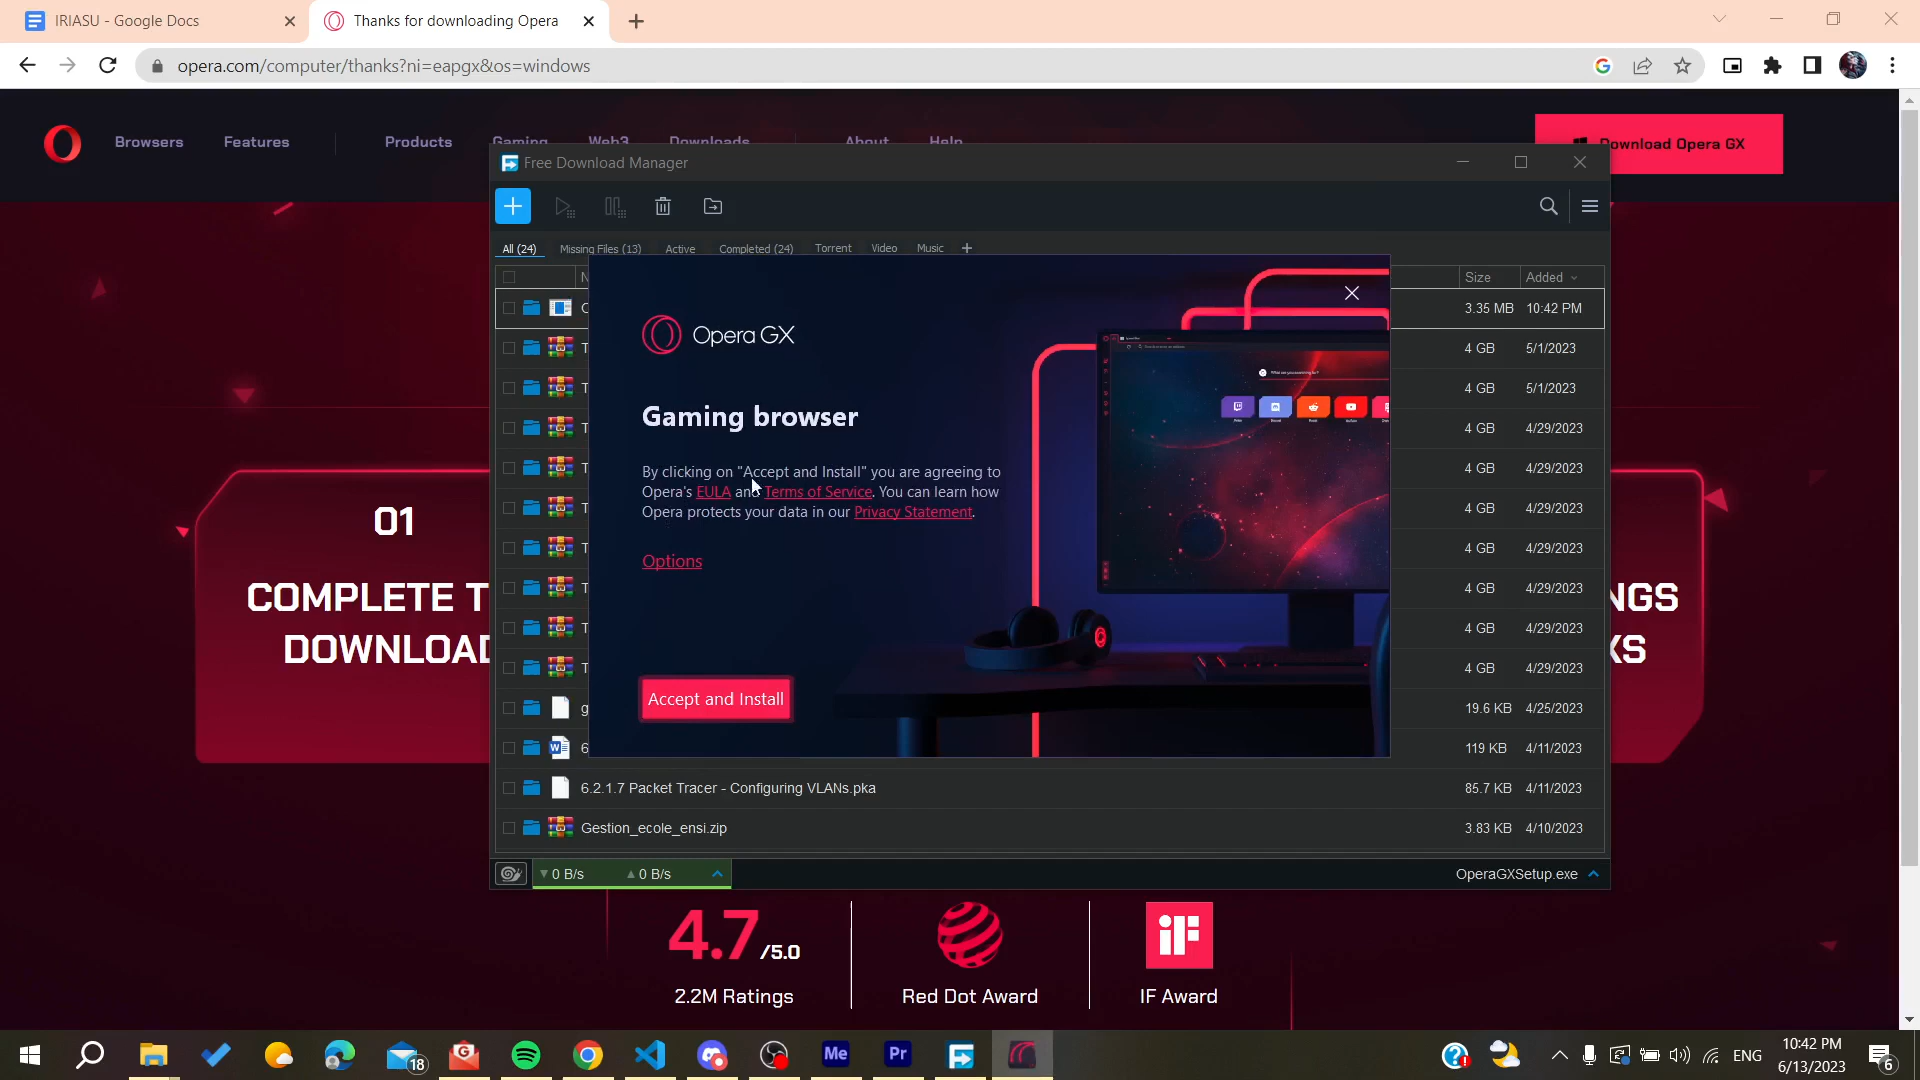 IRIASU - Google Docs
Thanks for downloading Opera
opera.com/computer/thanks?ni=eapgx&os=windows
Browsers
Features
Products
Gaming
Web3
Downloads
About
Help
Download Opera GX
Free Download Manager
All (24)
Missing Files (13)
Active
Completed (24)
Torrent
Video
Music
Size
Added
3.35 MB 10:42 PM
4 GB 5/1/2023
4 GB 5/1/2023
4 GB 4/29/2023
4 GB 4/29/2023
4 GB 4/29/2023
4 GB 4/29/2023
4 GB 4/29/2023
4 GB 4/29/2023
4 GB 4/29/2023
19.6 KB 4/25/2023
119 KB 4/11/2023
6.2.1.7 Packet Tracer - Configuring VLANs.pka 85.7 KB 4/11/2023
Gestion_ecole_ensi.zip 3.83 KB 4/10/2023
Opera GX
Gaming browser
By clicking on "Accept and Install" you are agreeing to
Opera's EULA and Terms of Service. You can learn how
Opera protects your data in our Privacy Statement.
Options
Accept and Install
0 B/s
0 B/s
OperaGXSetup.exe
01
COMPLETE T
DOWNLOAD
NGS
KS
4.7/5.0
2.2M Ratings
Red Dot Award
IF Award
18
Me
Pr
ENG
10:42 PM
6/13/2023
6